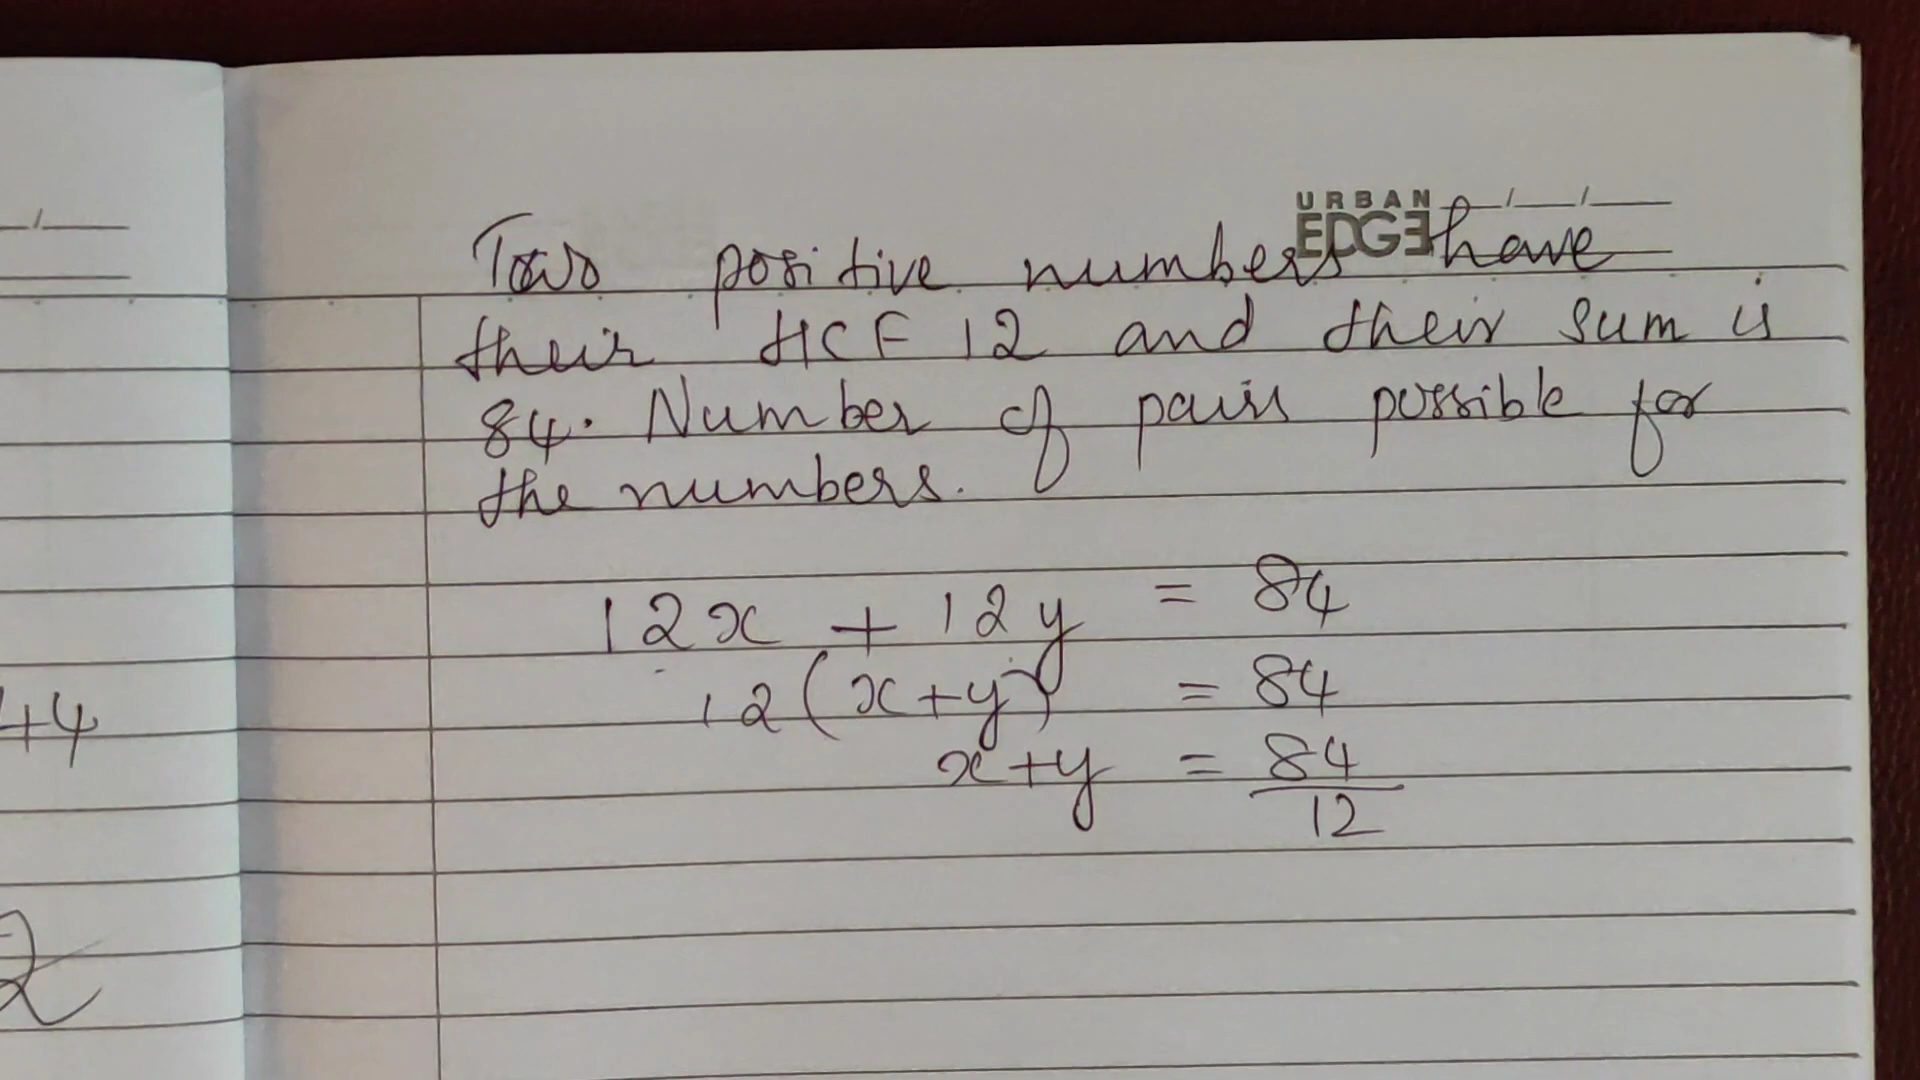 URBAN
EDGE
Two positive numbers have
their HCF 12 and their sum is
84. Number of pairs possible for
the numbers.
12x + 12y = 84
12(x+y) = 84
x+y = 84
12
+4
2